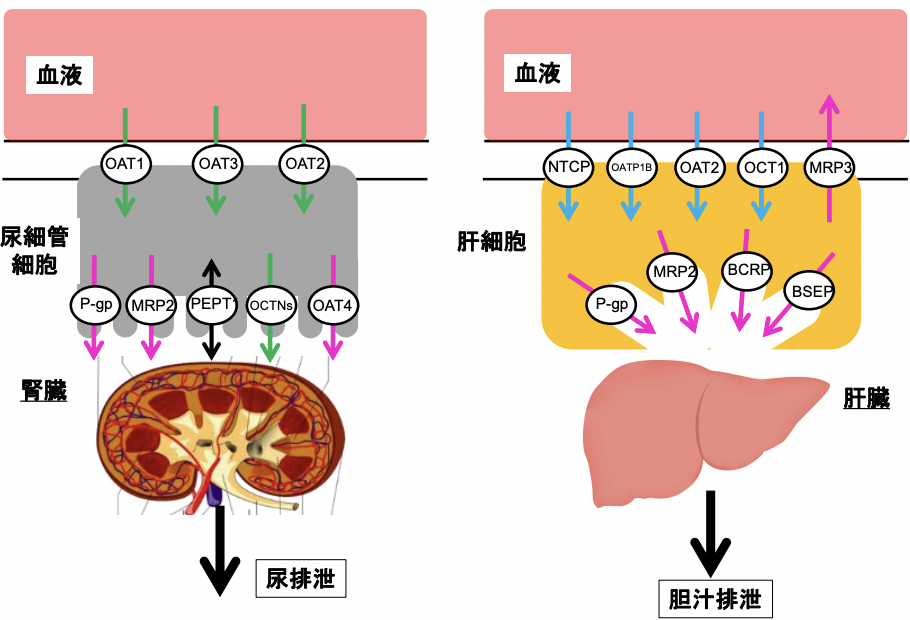 血液
OAT1
OAT3
OAT2
尿細管
細胞
P-gp
MRP2
PEPT1
OCTNs
OAT4
腎臓
尿排泄
血液
NTCP
OATP1B
OAT2
OCT1
MRP3
肝細胞
P-gp
MRP2
BCRP
BSEP
肝臓
胆汁排泄